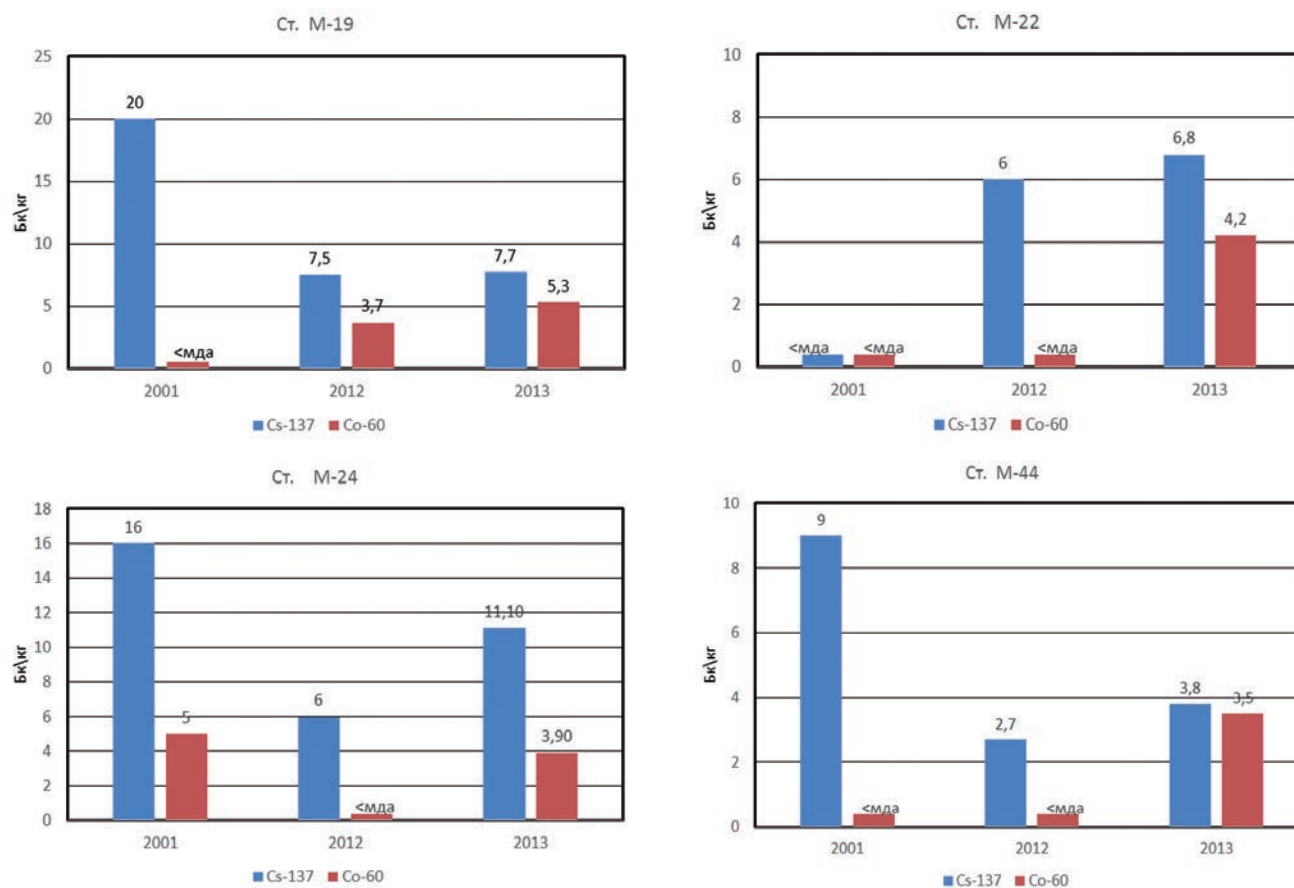 Ст. М-19
25
20
15
10
5
0
Бк\кг
20
<мда
7,5
3,7
7,7
5,3
2001 2012 2013
Cs-137 Co-60
Ст. М-22
10
8
6
4
2
0
Бк\кг
<мда <мда
6
<мда
6,8
4,2
2001 2012 2013
Cs-137 Co-60
Ст. М-24
18
16
14
12
10
8
6
4
2
0
Бк\кг
16
5
6
<мда
11,10
3,90
2001 2012 2013
Cs-137 Co-60
Ст. М-44
10
8
6
4
2
0
Бк\кг
9
<мда
2,7
<мда
3,8
3,5
2001 2012 2013
Cs-137 Co-60